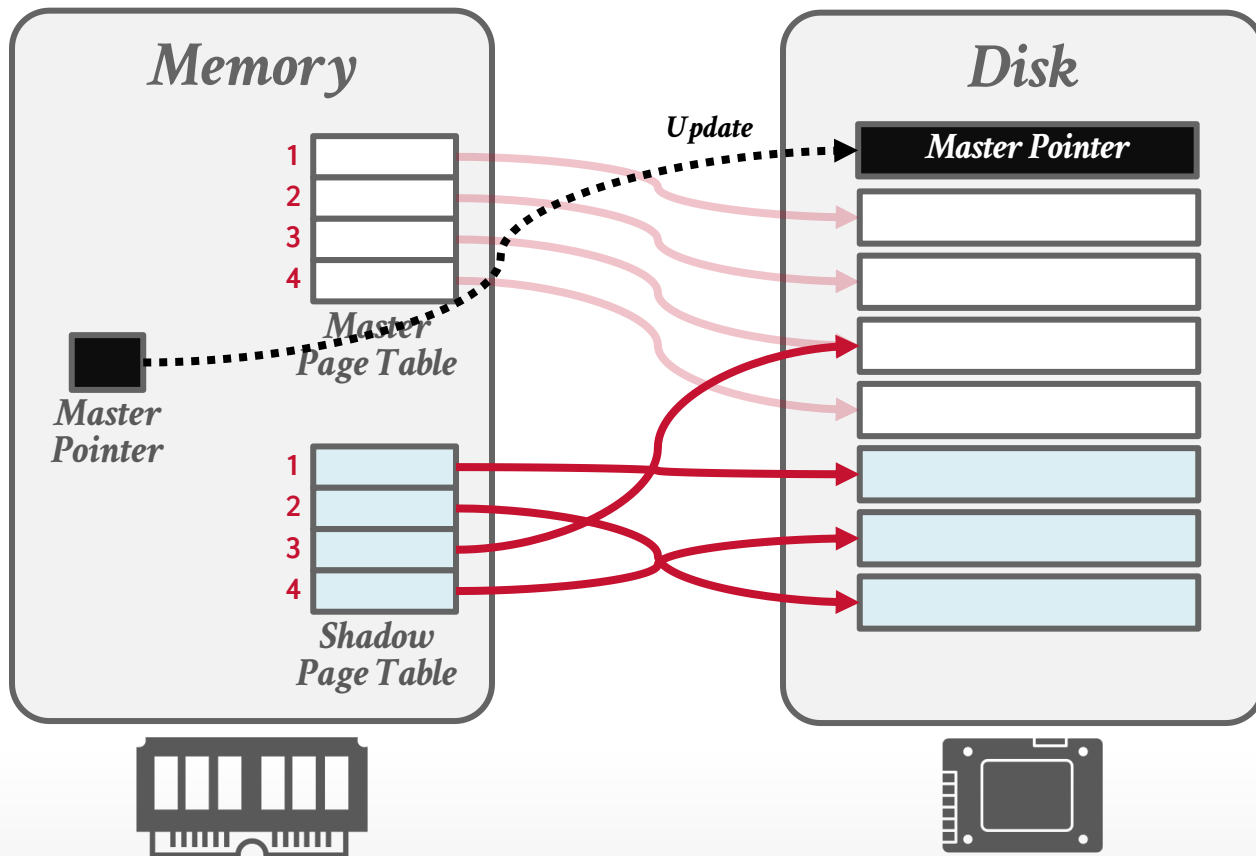 Memory
Disk
Update
Master Pointer
1
2
3
4
Master
Page Table
Master
Pointer
1
2
3
4
Shadow
Page Table